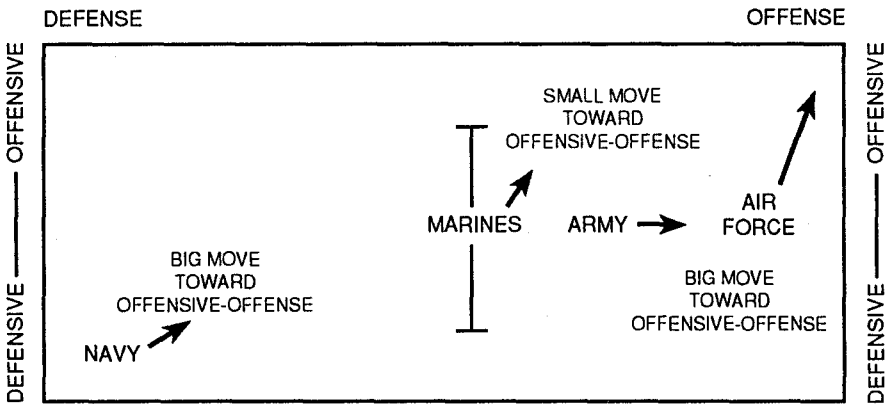 DEFENSE
OFFENSE
DEFENSIVE
OFFENSIVE
SMALL MOVE
TOWARD
OFFENSIVE-OFFENSE
MARINES
ARMY
AIR
FORCE
BIG MOVE
TOWARD
OFFENSIVE-OFFENSE
BIG MOVE
TOWARD
OFFENSIVE-OFFENSE
NAVY
DEFENSIVE
OFFENSIVE